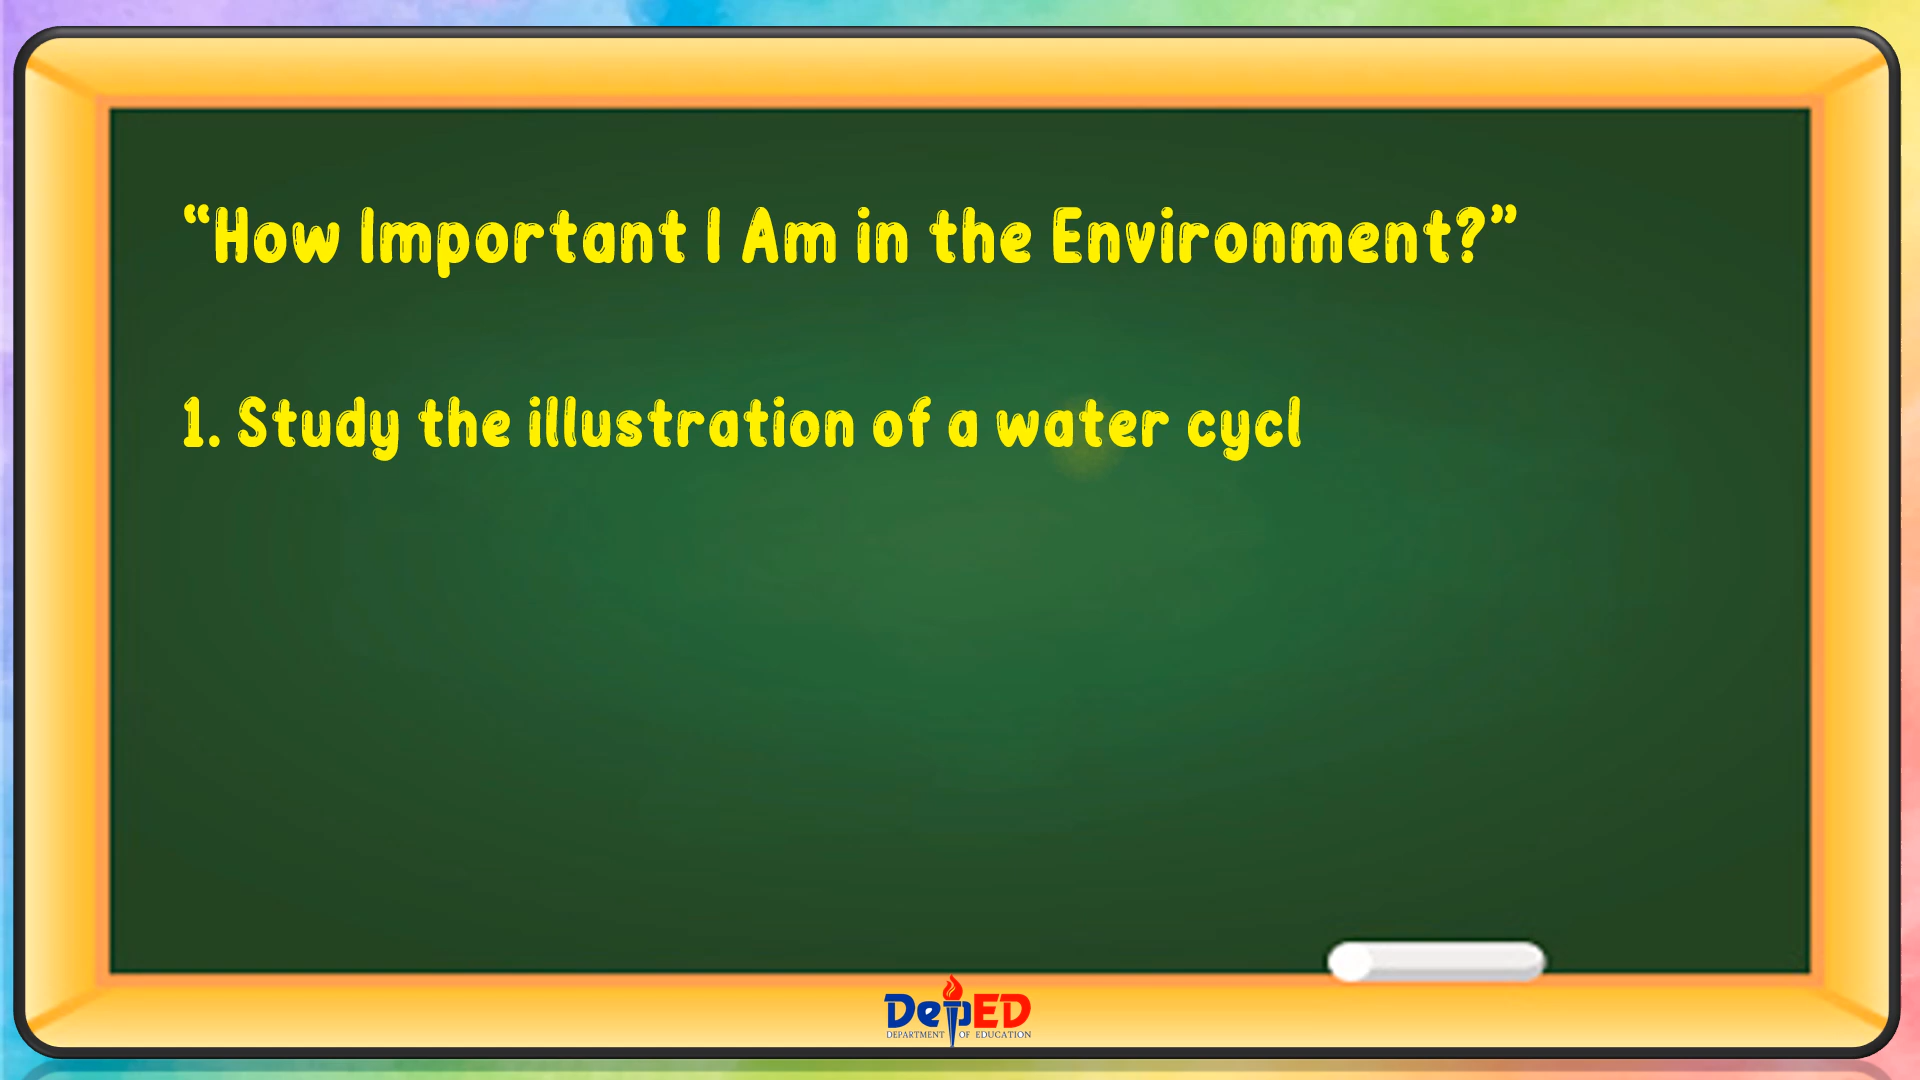 “How Important I Am in the Environment?”
1. Study the illustration of a water cycl
DepED
DEPARTMENT OF EDUCATION